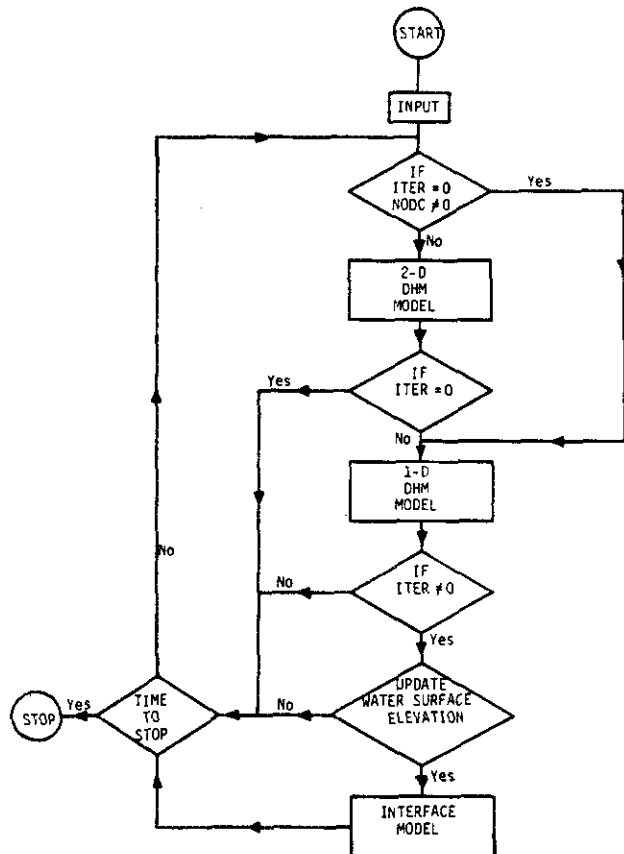 START
INPUT
IF
ITER = 0
NODC ≠ 0
Yes
No
2-D
DHM
MODEL
IF
ITER = 0
Yes
No
1-D
DHM
MODEL
No
IF
ITER ≠ 0
No
Yes
UPDATE
WATER SURFACE
ELEVATION
No
TIME
TO
STOP
Yes
STOP
Yes
INTERFACE
MODEL